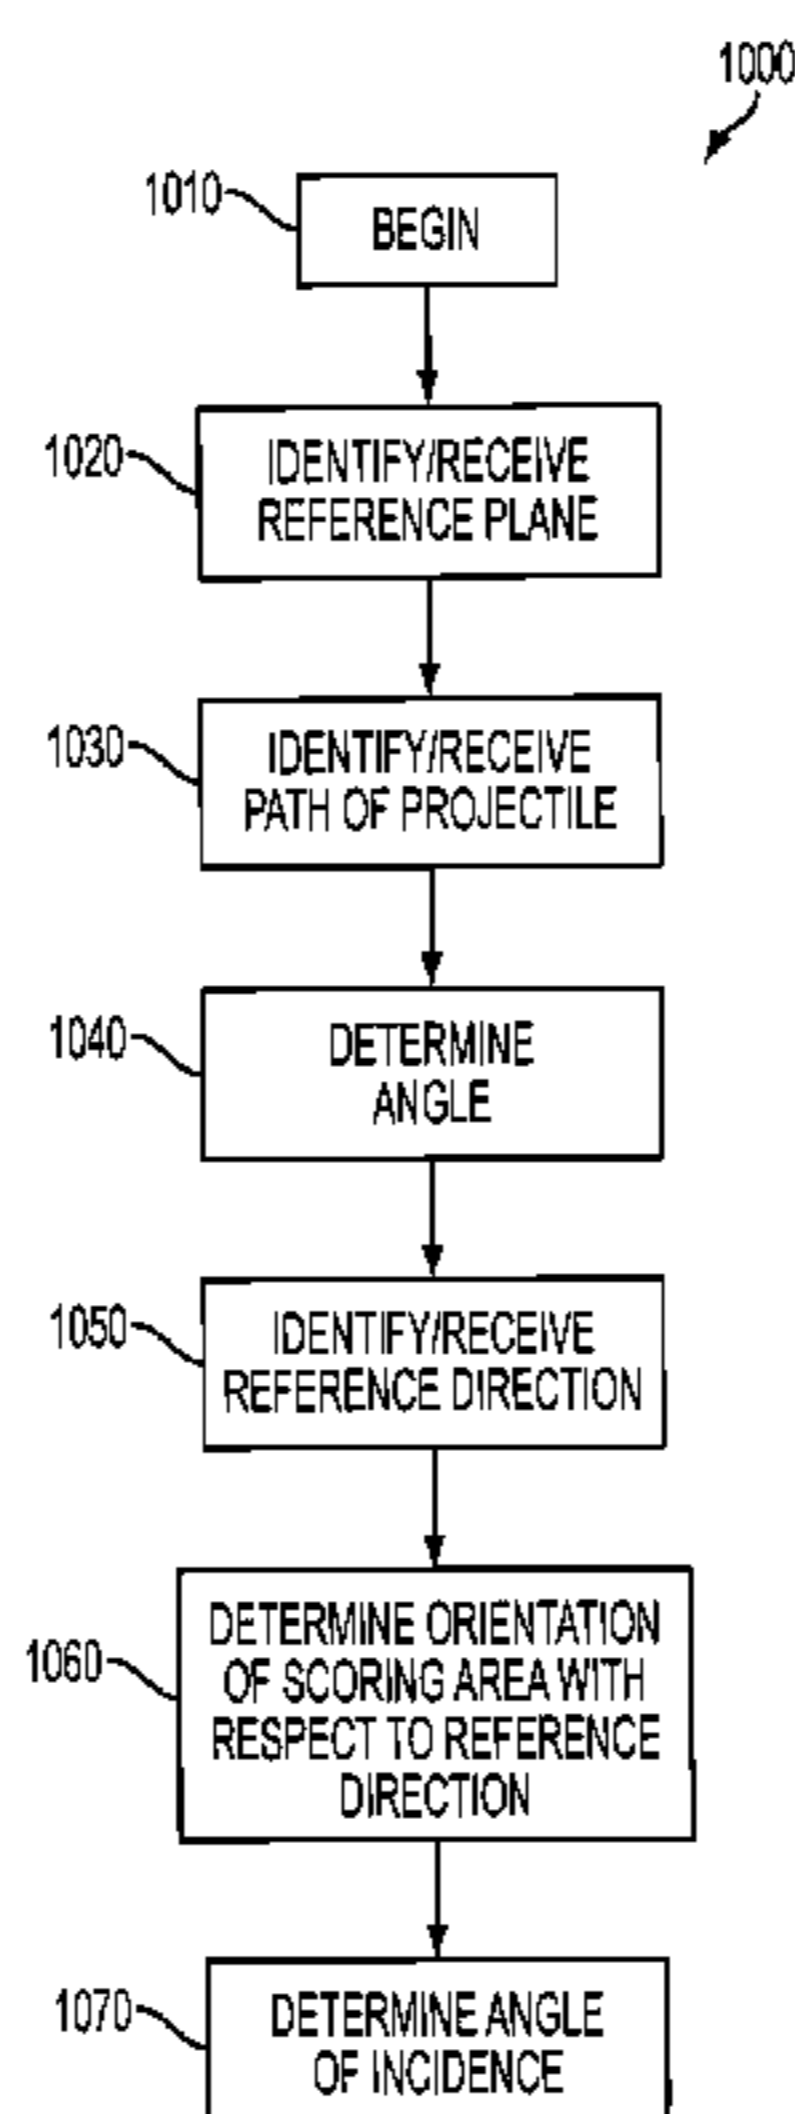 1000
1010
BEGIN
1020
IDENTIFY/RECEIVE
REFERENCE PLANE
1030
IDENTIFY/RECEIVE
PATH OF PROJECTILE
1040
DETERMINE
ANGLE
1050
IDENTIFY/RECEIVE
REFERENCE DIRECTION
1060
DETERMINE ORIENTATION
OF SCORING AREA WITH
RESPECT TO REFERENCE
DIRECTION
1070
DETERMINE ANGLE
OF INCIDENCE